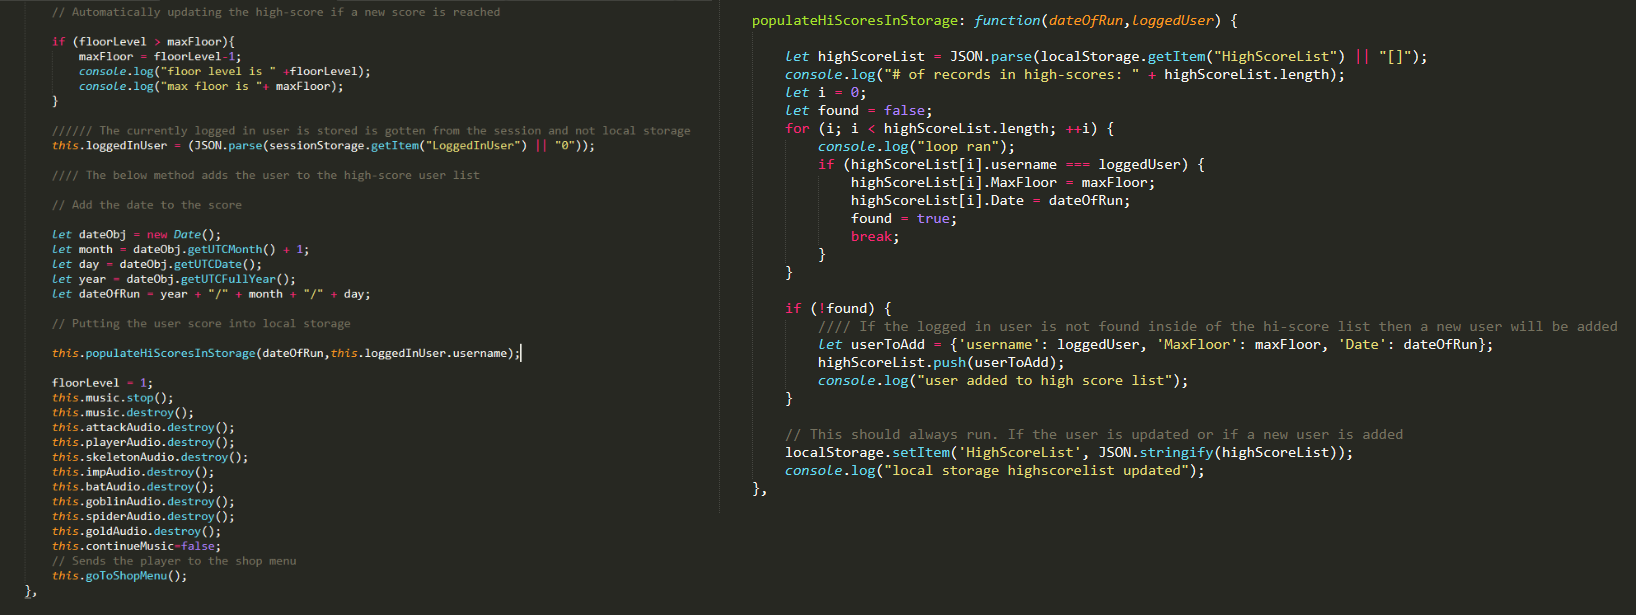 // Automatically updating the high-score if a new score is reached
if (floorLevel > maxFloor){
maxFloor = floorLevel-1;
console.log("floor level is " +floorLevel);
console.log("max floor is "+ maxFloor);
}
////// The currently logged in user is stored is gotten from the session and not local storage
this.loggedInUser = (JSON.parse(sessionStorage.getItem("LoggedInUser") || "0"));
//// The below method adds the user to the high-score user list
// Add the date to the score
let dateObj = new Date();
let month = dateObj.getUTCMonth() + 1;
let day = dateObj.getUTCDate();
let year = dateObj.getUTCFullYear();
let dateOfRun = year + "/" + month + "/" + day;
// Putting the user score into local storage
this.populateHiScoresInStorage(dateOfRun,this.loggedInUser.username);
floorLevel = 1;
this.music.stop();
this.music.destroy();
this.attackAudio.destroy();
this.playerAudio.destroy();
this.skeletonAudio.destroy();
this.impAudio.destroy();
this.batAudio.destroy();
this.goblinAudio.destroy();
this.spiderAudio.destroy();
this.goldAudio.destroy();
this.continueMusic=false;
// Sends the player to the shop menu
this.goToShopMenu();
},
populateHiScoresInStorage: function(dateOfRun,loggedUser) {
let highScoreList = JSON.parse(localStorage.getItem("HighScoreList") || "[]");
console.log("# of records in high-scores: " + highScoreList.length);
let i = 0;
let found = false;
for (i; i < highScoreList.length; ++i) {
console.log("loop ran");
if (highScoreList[i].username === loggedUser) {
highScoreList[i].MaxFloor = maxFloor;
highScoreList[i].Date = dateOfRun;
found = true;
break;
}
}
if (!found) {
//// If the logged in user is not found inside of the hi-score list then a new user will be added
let userToAdd = {'username': loggedUser, 'MaxFloor': maxFloor, 'Date': dateOfRun};
highScoreList.push(userToAdd);
console.log("user added to high score list");
}
// This should always run. If the user is updated or if a new user is added
localStorage.setItem('HighScoreList', JSON.stringify(highScoreList));
console.log("local storage highscorelist updated");
},